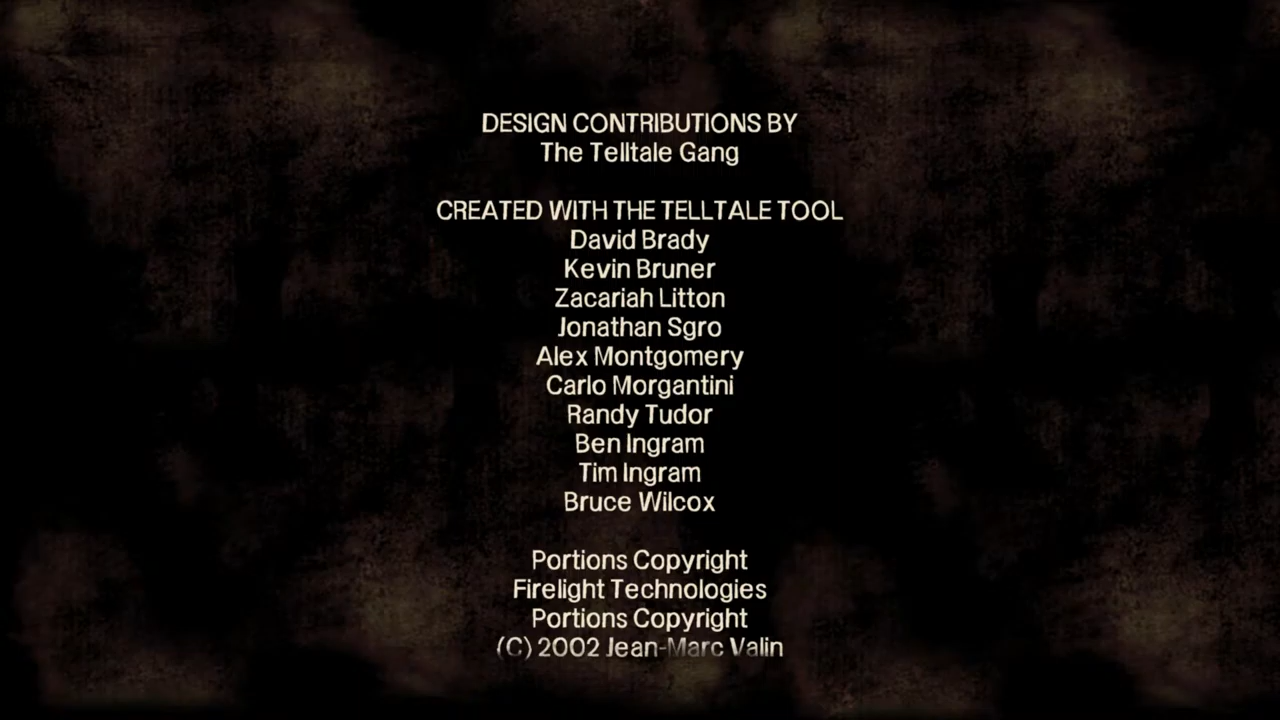 DESIGN CONTRIBUTIONS BY
The Telltale Gang
CREATED WITH THE TELLTALE TOOL
David Brady
Kevin Bruner
Zacariah Litton
Jonathan Sgro
Alex Montgomery
Carlo Morgantini
Randy Tudor
Ben Ingram
Tim Ingram
Bruce Wilcox
Portions Copyright
Firelight Technologies
Portions Copyright
(C) 2002 Jean-Marc Valin